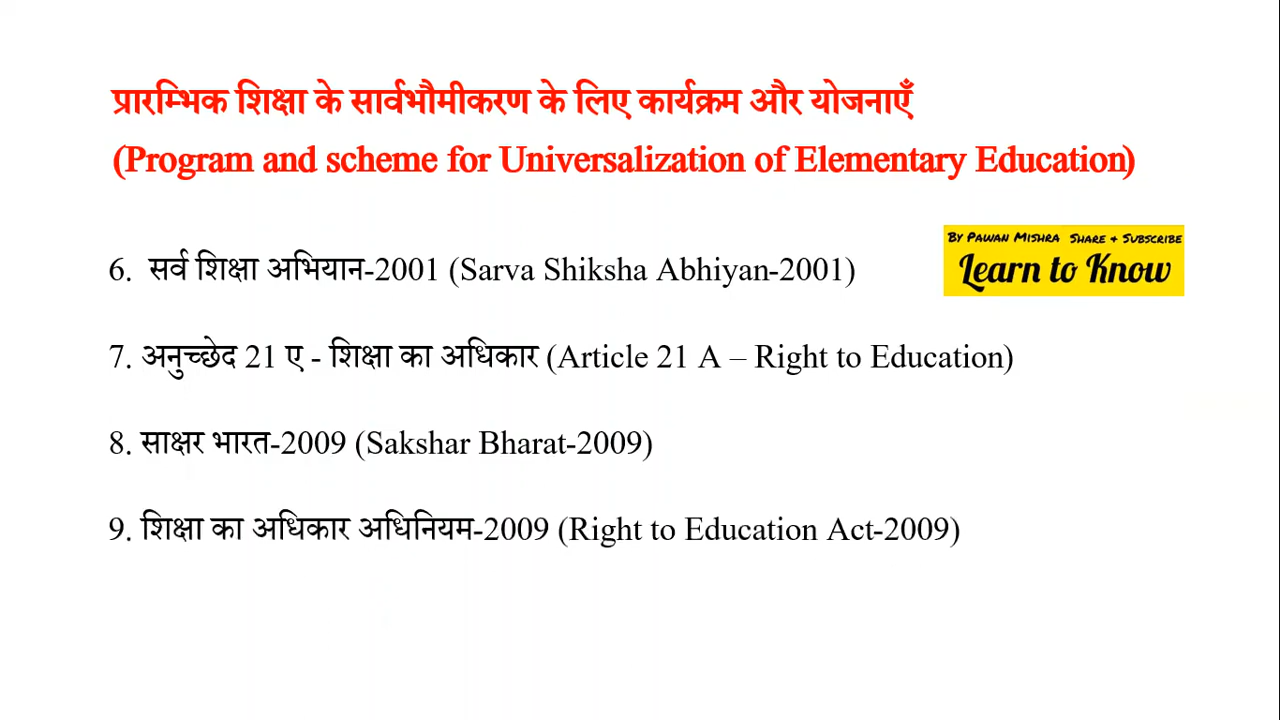 प्रारम्भिक शिक्षा के सार्वभौमीकरण के लिए कार्यक्रम और योजनाएँ
(Program and scheme for Universalization of Elementary Education)
By Pawan Mishra Share & Subscribe
Learn to Know
6. सर्व शिक्षा अभियान-2001 (Sarva Shiksha Abhiyan-2001)
7. अनुच्छेद 21 ए - शिक्षा का अधिकार (Article 21 A – Right to Education)
8. साक्षर भारत-2009 (Sakshar Bharat-2009)
9. शिक्षा का अधिकार अधिनियम-2009 (Right to Education Act-2009)